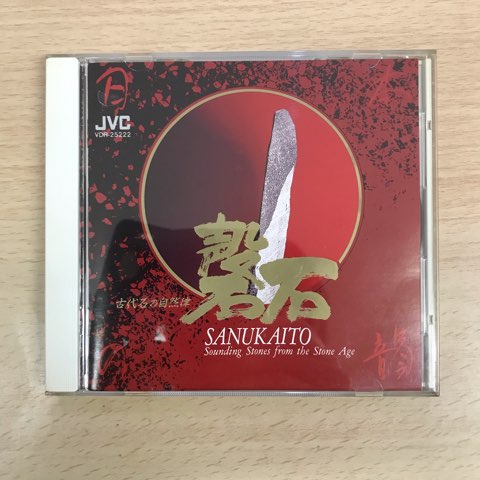 月
JVC
VDR-25222
磬石
古代石の自然律
SANUKAITO
Sounding Stones from the Stone Age